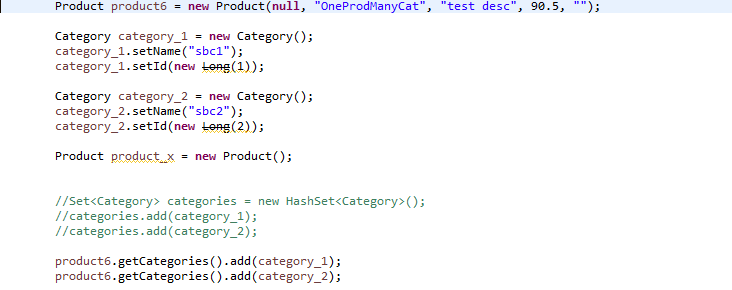 Product product6 = new Product(null, "OneProdManyCat", "test desc", 90.5, "");
Category category_1 = new Category();
category_1.setName("sbc1");
category_1.setId(new Long(1));
Category category_2 = new Category();
category_2.setName("sbc2");
category_2.setId(new Long(2));
Product product_x = new Product();
//Set<Category> categories = new HashSet<Category>();
//categories.add(category_1);
//categories.add(category_2);
product6.getCategories().add(category_1);
product6.getCategories().add(category_2);